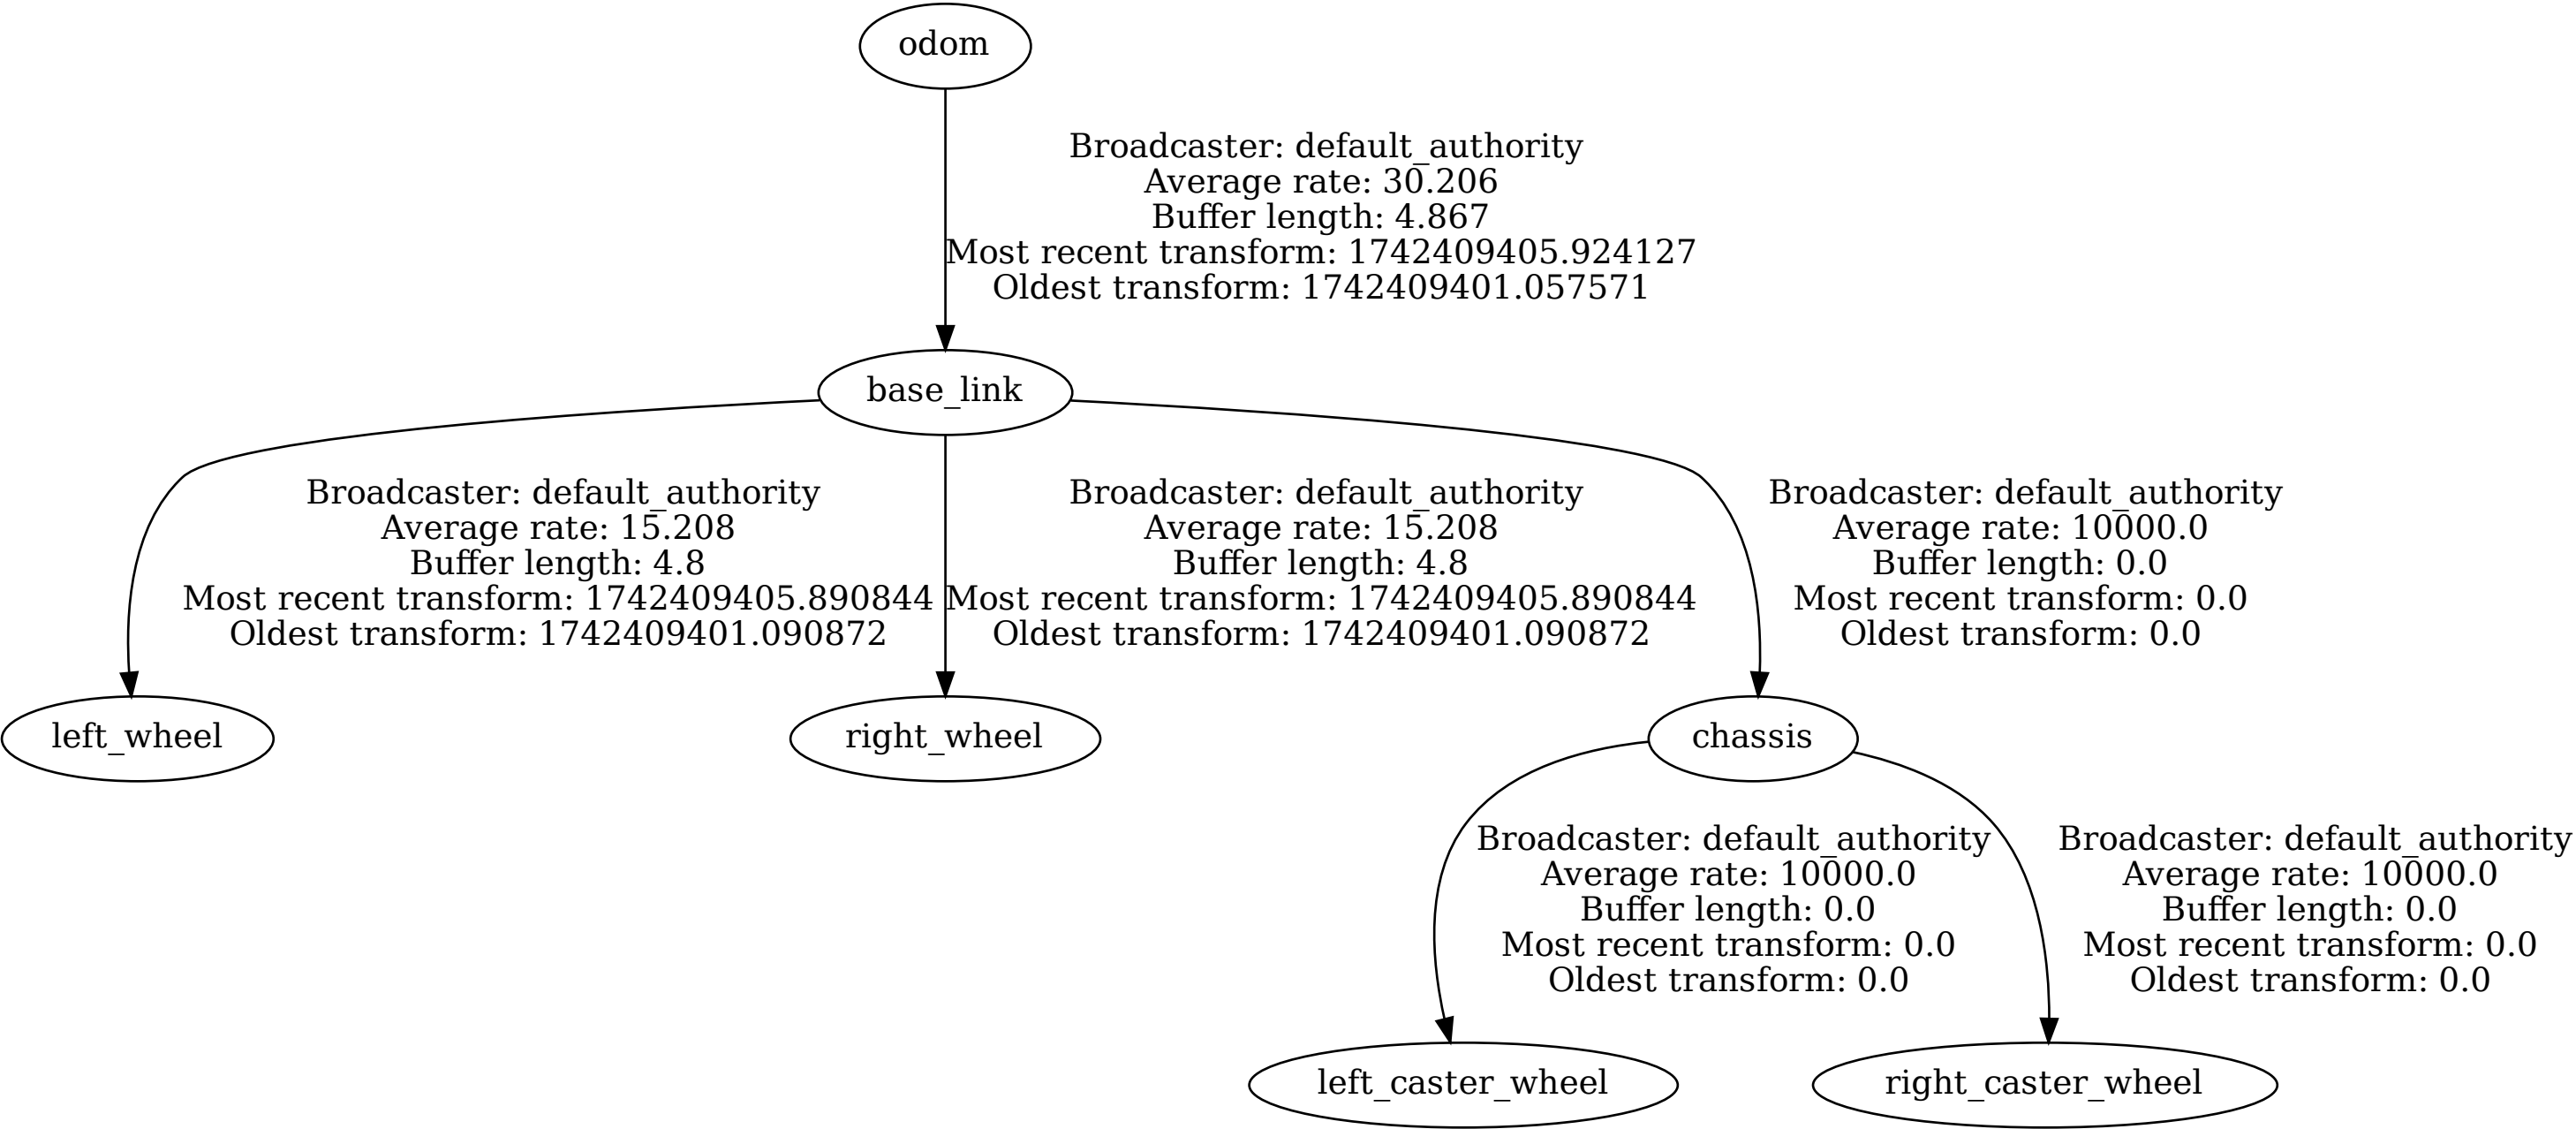 odom
Broadcaster: default_authority
Average rate: 30.206
Buffer length: 4.867
Most recent transform: 1742409405.924127
Oldest transform: 1742409401.057571
base_link
Broadcaster: default_authority
Average rate: 15.208
Buffer length: 4.8
Most recent transform: 1742409405.890844
Oldest transform: 1742409401.090872
Broadcaster: default_authority
Average rate: 15.208
Buffer length: 4.8
Most recent transform: 1742409405.890844
Oldest transform: 1742409401.090872
Broadcaster: default_authority
Average rate: 10000.0
Buffer length: 0.0
Most recent transform: 0.0
Oldest transform: 0.0
left_wheel
right_wheel
chassis
Broadcaster: default_authority
Average rate: 10000.0
Buffer length: 0.0
Most recent transform: 0.0
Oldest transform: 0.0
Broadcaster: default_authority
Average rate: 10000.0
Buffer length: 0.0
Most recent transform: 0.0
Oldest transform: 0.0
left_caster_wheel
right_caster_wheel